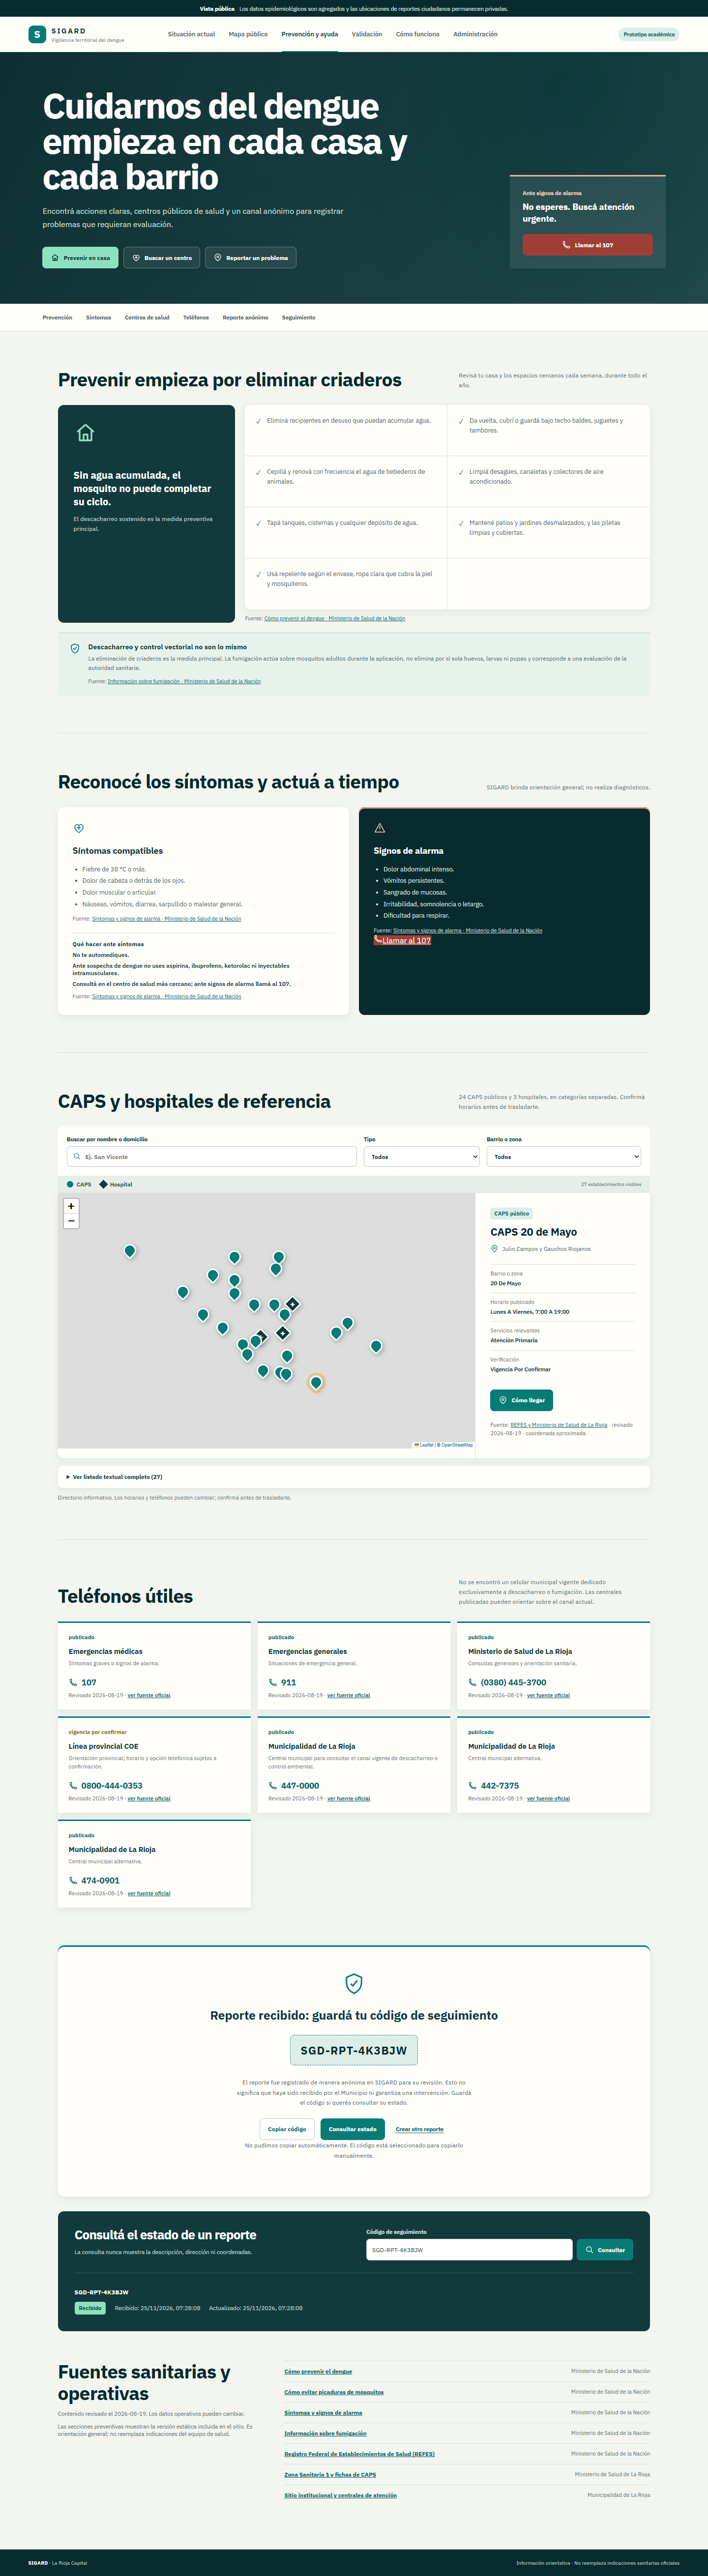 Vista pública Los datos epidemiológicos son agregados y las ubicaciones de reportes ciudadanos permanecen privadas.
S
SIGARD
Vigilancia territorial del dengue
Situación actual
Mapa público
Prevención y ayuda
Validación
Cómo funciona
Administración
Prototipo académico
Cuidarnos del dengue
empieza en cada casa y
cada barrio
Encontrá acciones claras, centros públicos de salud y un canal anónimo para registrar
problemas que requieran evaluación.
Prevenir en casa
Buscar un centro
Reportar un problema
Ante signos de alarma
No esperes. Buscá atención
urgente.
Llamar al 107
Prevención
Síntomas
Centros de salud
Teléfonos
Reporte anónimo
Seguimiento
Prevenir empieza por eliminar criaderos
Revisá tu casa y los espacios cercanos cada semana, durante todo el
año.
Sin agua acumulada, el
mosquito no puede completar
su ciclo.
El descacharreo sostenido es la medida preventiva
principal.
Eliminá recipientes en desuso que puedan acumular agua.
Da vuelta, cubrí o guardá bajo techo baldes, juguetes y
tambores.
Cepillá y renová con frecuencia el agua de bebederos de
animales.
Limpiá desagües, canaletas y colectores de aire
acondicionado.
Tapá tanques, cisternas y cualquier depósito de agua.
Mantené patios y jardines desmalezados, y las piletas
limpias y cubiertas.
Usá repelente según el envase, ropa clara que cubra la piel
y mosquiteros.
Fuente: Cómo prevenir el dengue · Ministerio de Salud de la Nación
Descacharreo y control vectorial no son lo mismo
La eliminación de criaderos es la medida principal. La fumigación actúa sobre mosquitos adultos durante la aplicación, no elimina por sí sola huevos, larvas ni pupas y corresponde a una evaluación de la
autoridad sanitaria.
Fuente: Información sobre fumigación · Ministerio de Salud de la Nación
Reconocé los síntomas y actuá a tiempo
SIGARD brinda orientación general; no realiza diagnósticos.
Síntomas compatibles
• Fiebre de 38 °C o más.
• Dolor de cabeza o detrás de los ojos.
• Dolor muscular o articular.
• Náuseas, vómitos, diarrea, sarpullido o malestar general.
Fuente: Síntomas y signos de alarma · Ministerio de Salud de la Nación
Qué hacer ante síntomas
No te automediques.
Ante sospecha de dengue no uses aspirina, ibuprofeno, ketorolac ni inyectables
intramusculares.
Consultá en el centro de salud más cercano; ante signos de alarma llamá al 107.
Fuente: Síntomas y signos de alarma · Ministerio de Salud de la Nación
Signos de alarma
• Dolor abdominal intenso.
• Vómitos persistentes.
• Sangrado de mucosas.
• Irritabilidad, somnolencia o letargo.
• Dificultad para respirar.
Fuente: Síntomas y signos de alarma · Ministerio de Salud de la Nación
Llamar al 107
CAPS y hospitales de referencia
24 CAPS públicos y 3 hospitales, en categorías separadas. Confirmá
horarios antes de trasladarte.
Buscar por nombre o domicilio
Ej. San Vicente
Tipo
Todos
Barrio o zona
Todos
CAPS
Hospital
27 establecimientos visibles
+
−
Leaflet | © OpenStreetMap
CAPS público
CAPS 20 de Mayo
Julio Campos y Gauchos Riojanos
Barrio o zona
20 De Mayo
Horario publicado
Lunes A Viernes, 7:00 A 19:00
Servicios relevantes
Atención Primaria
Verificación
Vigencia Por Confirmar
Cómo llegar
Fuente: REFES y Ministerio de Salud de La Rioja · revisado
2026-08-19 · coordenada aproximada.
Ver listado textual completo (27)
Directorio informativo. Los horarios y teléfonos pueden cambiar; confirmá antes de trasladarte.
Teléfonos útiles
No se encontró un celular municipal vigente dedicado
exclusivamente a descacharreo o fumigación. Las centrales
publicadas pueden orientar sobre el canal actual.
publicado
Emergencias médicas
Síntomas graves o signos de alarma.
107
Revisado 2026-08-19 · ver fuente oficial
publicado
Emergencias generales
Situaciones de emergencia general.
911
Revisado 2026-08-19 · ver fuente oficial
publicado
Ministerio de Salud de La Rioja
Consultas generales y orientación sanitaria.
(0380) 445-3700
Revisado 2026-08-19 · ver fuente oficial
vigencia por confirmar
Línea provincial COE
Orientación provincial; horario y opción telefónica sujetos a
confirmación.
0800-444-0353
Revisado 2026-08-19 · ver fuente oficial
publicado
Municipalidad de La Rioja
Central municipal para consultar el canal vigente de descacharreo o
control ambiental.
447-0000
Revisado 2026-08-19 · ver fuente oficial
publicado
Municipalidad de La Rioja
Central municipal alternativa.
442-7375
Revisado 2026-08-19 · ver fuente oficial
publicado
Municipalidad de La Rioja
Central municipal alternativa.
474-0901
Revisado 2026-08-19 · ver fuente oficial
Reporte recibido: guardá tu código de seguimiento
SGD-RPT-4K3BJW
El reporte fue registrado de manera anónima en SIGARD para su revisión. Esto no
significa que haya sido recibido por el Municipio ni garantiza una intervención. Guardá
el código si querés consultar su estado.
Copiar código
Consultar estado
Crear otro reporte
No pudimos copiar automáticamente. El código está seleccionado para copiarlo
manualmente.
Consultá el estado de un reporte
La consulta nunca muestra la descripción, dirección ni coordenadas.
Código de seguimiento
SGD-RPT-4K3BJW
Consultar
SGD-RPT-4K3BJW
Recibido
Recibido: 25/11/2026, 07:28:08
Actualizado: 25/11/2026, 07:28:08
Fuentes sanitarias y
operativas
Contenido revisado el 2026-08-19. Los datos operativos pueden cambiar.
Las secciones preventivas muestran la versión estática incluida en el sitio. Es
orientación general; no reemplaza indicaciones del equipo de salud.
Cómo prevenir el dengue
Ministerio de Salud de la Nación
Cómo evitar picaduras de mosquitos
Ministerio de Salud de la Nación
Síntomas y signos de alarma
Ministerio de Salud de la Nación
Información sobre fumigación
Ministerio de Salud de la Nación
Registro Federal de Establecimientos de Salud (REFES)
Ministerio de Salud de la Nación
Zona Sanitaria 1 y fichas de CAPS
Ministerio de Salud de La Rioja
Sitio institucional y centrales de atención
Municipalidad de La Rioja
SIGARD · La Rioja Capital
Información orientativa · No reemplaza indicaciones sanitarias oficiales